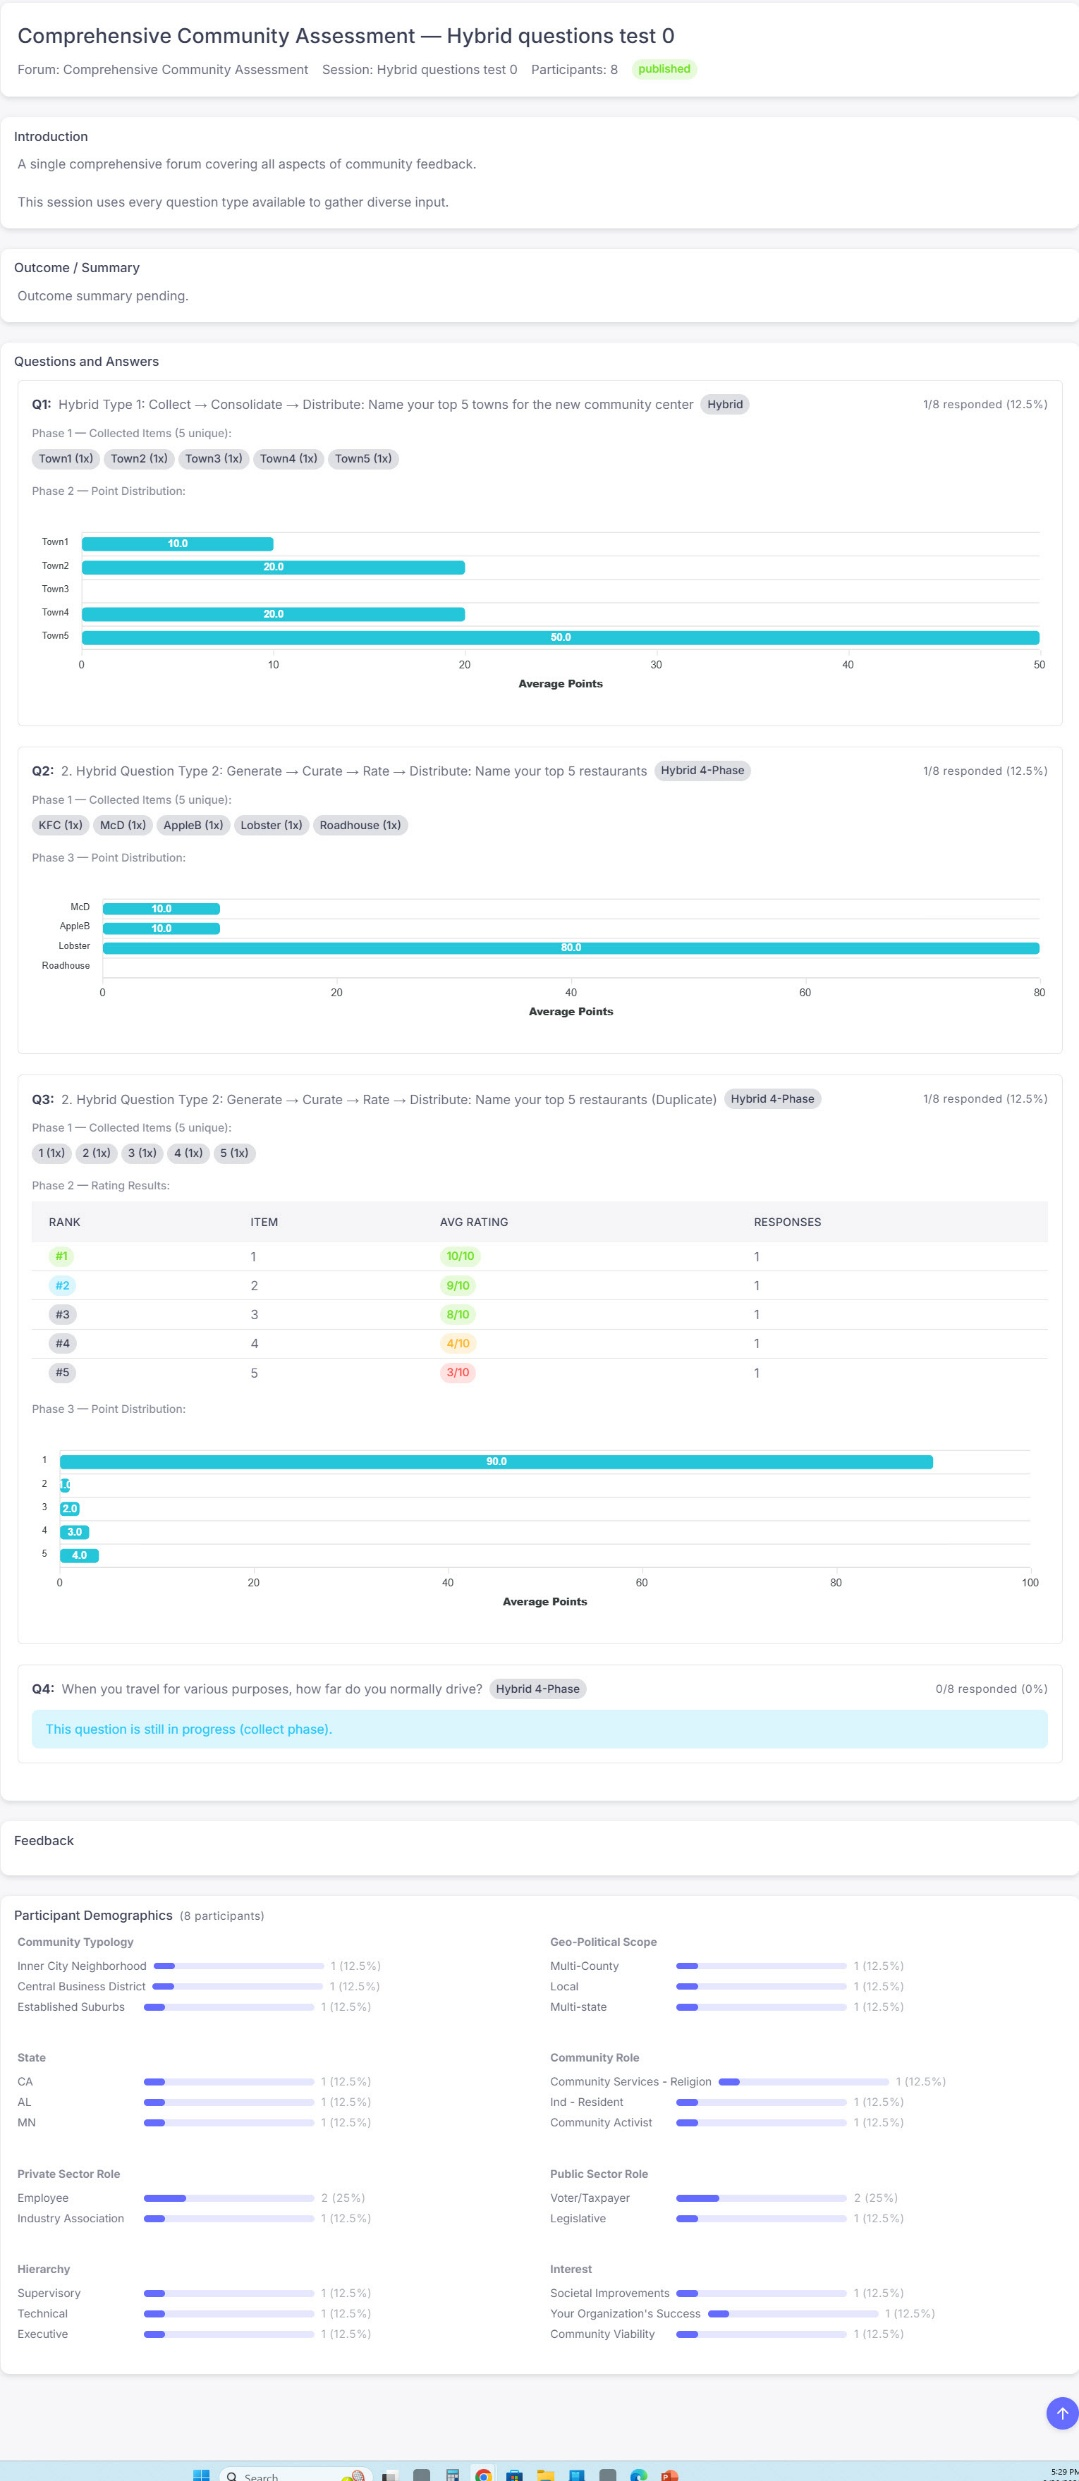 Comprehensive Community Assessment — Hybrid questions test 0
Forum: Comprehensive Community Assessment Session: Hybrid questions test 0 Participants: 8 published
Introduction
A single comprehensive forum covering all aspects of community feedback.
This session uses every question type available to gather diverse input.
Outcome / Summary
Outcome summary pending.
Questions and Answers
Q1: Hybrid Type 1: Collect → Consolidate → Distribute: Name your top 5 towns for the new community center Hybrid 1/8 responded (12.5%)
Phase 1 — Collected Items (5 unique):
Town1 (1x) Town2 (1x) Town3 (1x) Town4 (1x) Town5 (1x)
Phase 2 — Point Distribution:
Town1 10.0
Town2 20.0
Town3
Town4 20.0
Town5 50.0
0 10 20 30 40 50
Average Points
Q2: 2. Hybrid Question Type 2: Generate → Curate → Rate → Distribute: Name your top 5 restaurants Hybrid 4-Phase 1/8 responded (12.5%)
Phase 1 — Collected Items (5 unique):
KFC (1x) McD (1x) AppleB (1x) Lobster (1x) Roadhouse (1x)
Phase 3 — Point Distribution:
McD 10.0
AppleB 10.0
Lobster 80.0
Roadhouse
0 20 40 60 80
Average Points
Q3: 2. Hybrid Question Type 2: Generate → Curate → Rate → Distribute: Name your top 5 restaurants (Duplicate) Hybrid 4-Phase 1/8 responded (12.5%)
Phase 1 — Collected Items (5 unique):
1 (1x) 2 (1x) 3 (1x) 4 (1x) 5 (1x)
Phase 2 — Rating Results:
RANK ITEM AVG RATING RESPONSES
#1 1 10/10 1
#2 2 9/10 1
#3 3 8/10 1
#4 4 4/10 1
#5 5 3/10 1
Phase 3 — Point Distribution:
1 90.0
2
3 2.0
4 3.0
5 4.0
0 20 40 60 80 100
Average Points
Q4: When you travel for various purposes, how far do you normally drive? Hybrid 4-Phase 0/8 responded (0%)
This question is still in progress (collect phase).
Feedback
Participant Demographics (8 participants)
Community Typology
Inner City Neighborhood 1 (12.5%)
Central Business District 1 (12.5%)
Established Suburbs 1 (12.5%)
Geo-Political Scope
Multi-County 1 (12.5%)
Local 1 (12.5%)
Multi-state 1 (12.5%)
State
CA 1 (12.5%)
AL 1 (12.5%)
MN 1 (12.5%)
Community Role
Community Services - Religion 1 (12.5%)
Ind - Resident 1 (12.5%)
Community Activist 1 (12.5%)
Private Sector Role
Employee 2 (25%)
Industry Association 1 (12.5%)
Public Sector Role
Voter/Taxpayer 2 (25%)
Legislative 1 (12.5%)
Hierarchy
Supervisory 1 (12.5%)
Technical 1 (12.5%)
Executive 1 (12.5%)
Interest
Societal Improvements 1 (12.5%)
Your Organization's Success 1 (12.5%)
Community Viability 1 (12.5%)
Search
5:29 PM